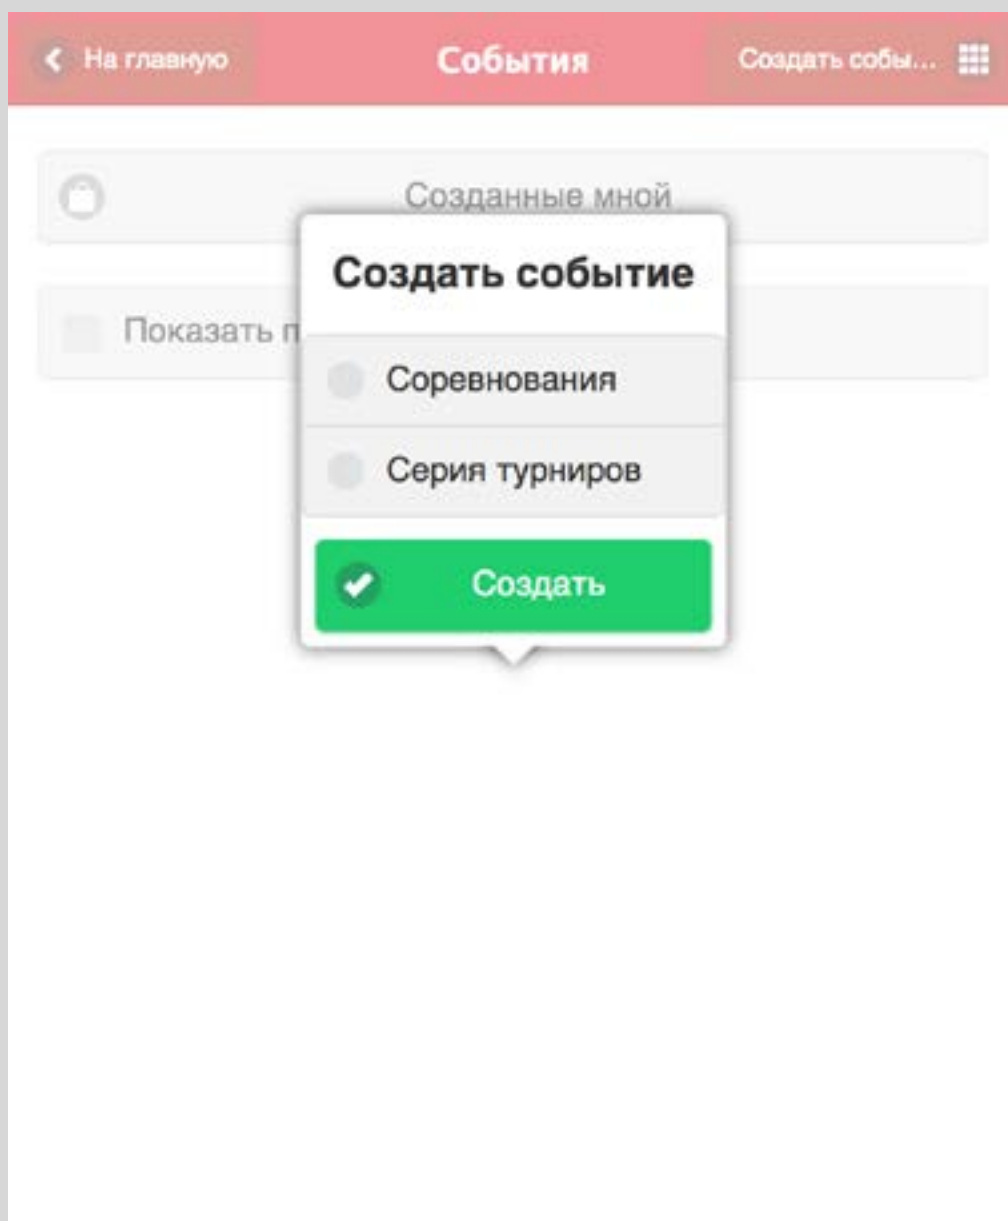 На главную
События
Создать собы...
Созданные мной
Создать событие
Показать п
Соревнования
Серия турниров
Создать